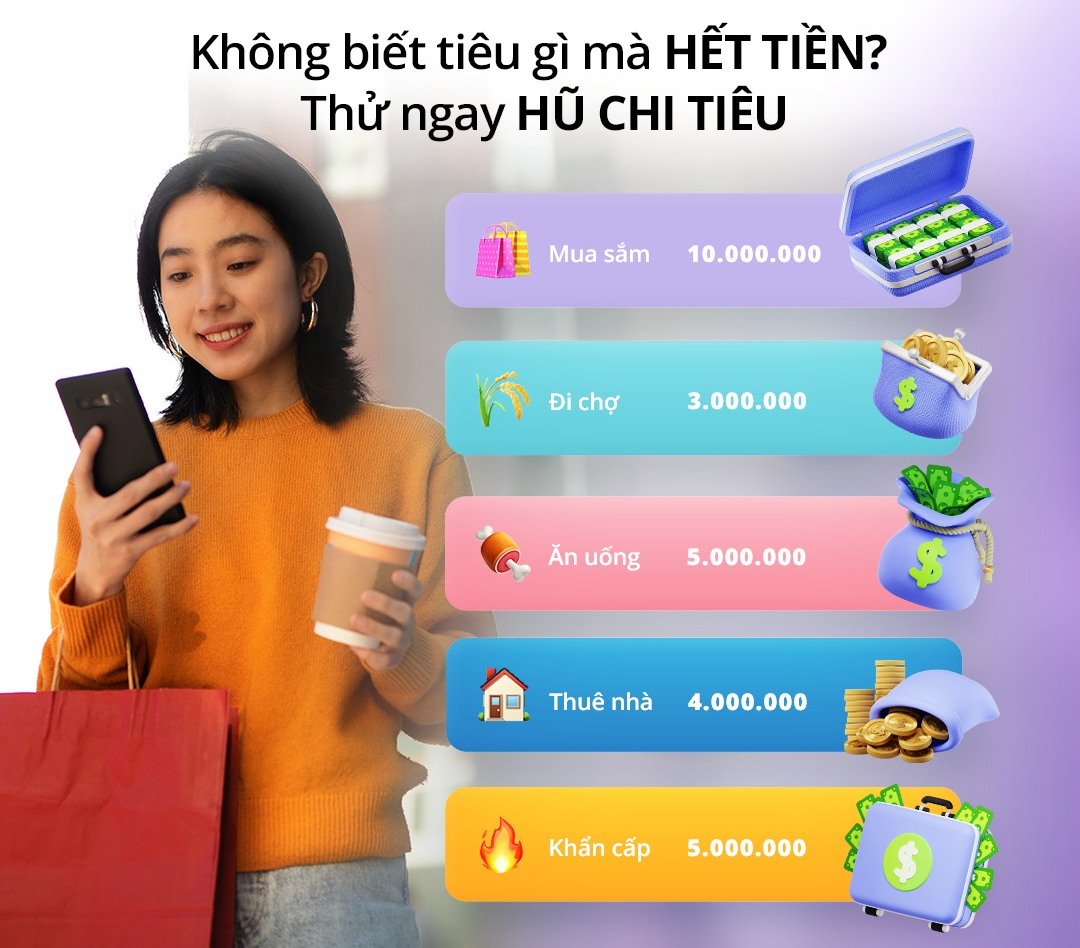 Không biết tiêu gì mà HẾT TIỀN?
Thử ngay HŨ CHI TIÊU
Mua sắm 10.000.000
Đi chợ 3.000.000
Ăn uống 5.000.000
Thuê nhà 4.000.000
Khẩn cấp 5.000.000